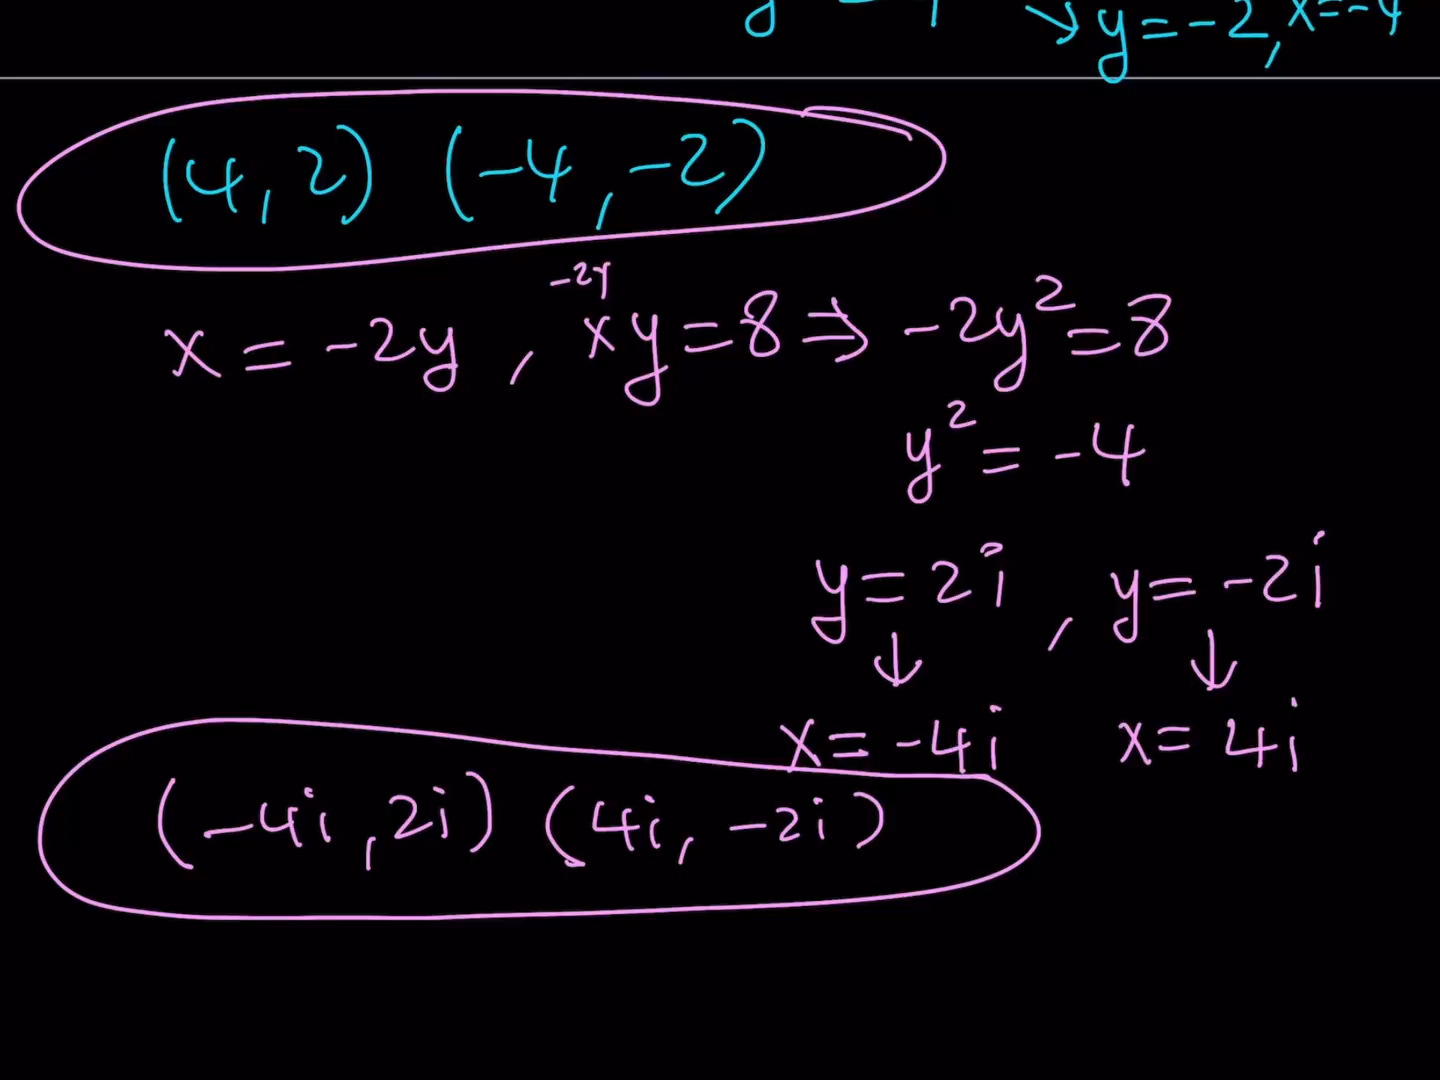 y = -2, x = -4
(4, 2) (-4, -2)
-2y
x = -2y , xy = 8 ⇒ -2y² = 8
y² = -4
y = 2i , y = -2i
↓ ↓
x = -4i x = 4i
(-4i, 2i) (4i, -2i)